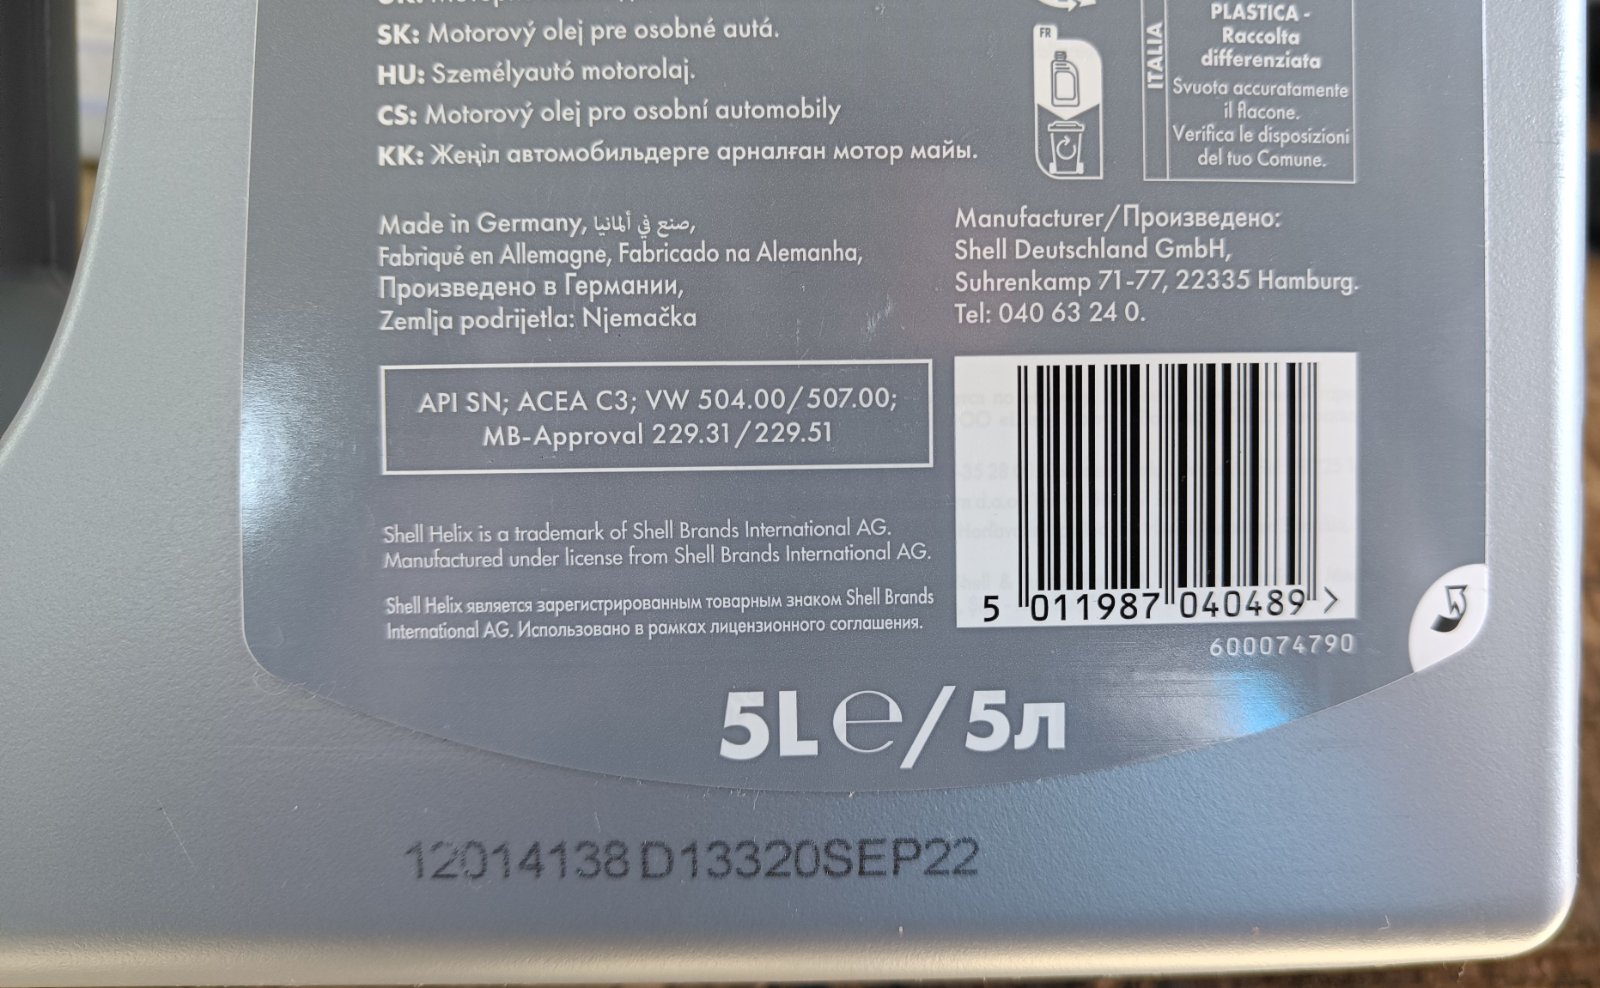 SK: Motorový olej pre osobné autá.
HU: Személyautó motorolaj.
CS: Motorový olej pro osobní automobily
KK: Жеңіл автомобильдерге арналған мотор майы.
FR
ITALIA
PLASTICA -
Raccolta
differenziata
Svuota accuratamente
il flacone.
Verifica le disposizioni
del tuo Comune.
Made in Germany, صنع في ألمانيا,
Fabriqué en Allemagne, Fabricado na Alemanha,
Произведено в Германии,
Zemlja podrijetla: Njemačka
Manufacturer/Произведено:
Shell Deutschland GmbH,
Suhrenkamp 71-77, 22335 Hamburg.
Tel: 040 63 24 0.
API SN; ACEA C3; VW 504.00/507.00;
MB-Approval 229.31/229.51
Shell Helix is a trademark of Shell Brands International AG.
Manufactured under license from Shell Brands International AG.
Shell Helix является зарегистрированным товарным знаком Shell Brands
International AG. Использовано в рамках лицензионного соглашения.
5 011987 040489 >
600074790
5L e / 5л
12014138 D13320SEP22